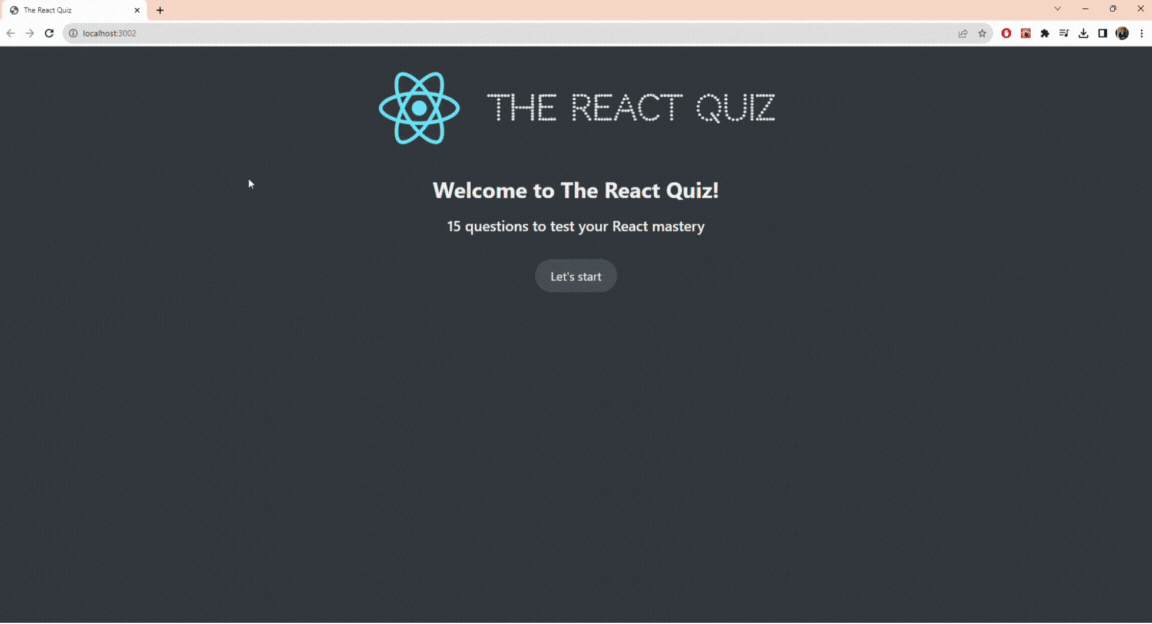 The React Quiz
localhost:3002
THE REACT QUIZ
Welcome to The React Quiz!
15 questions to test your React mastery
Let's start